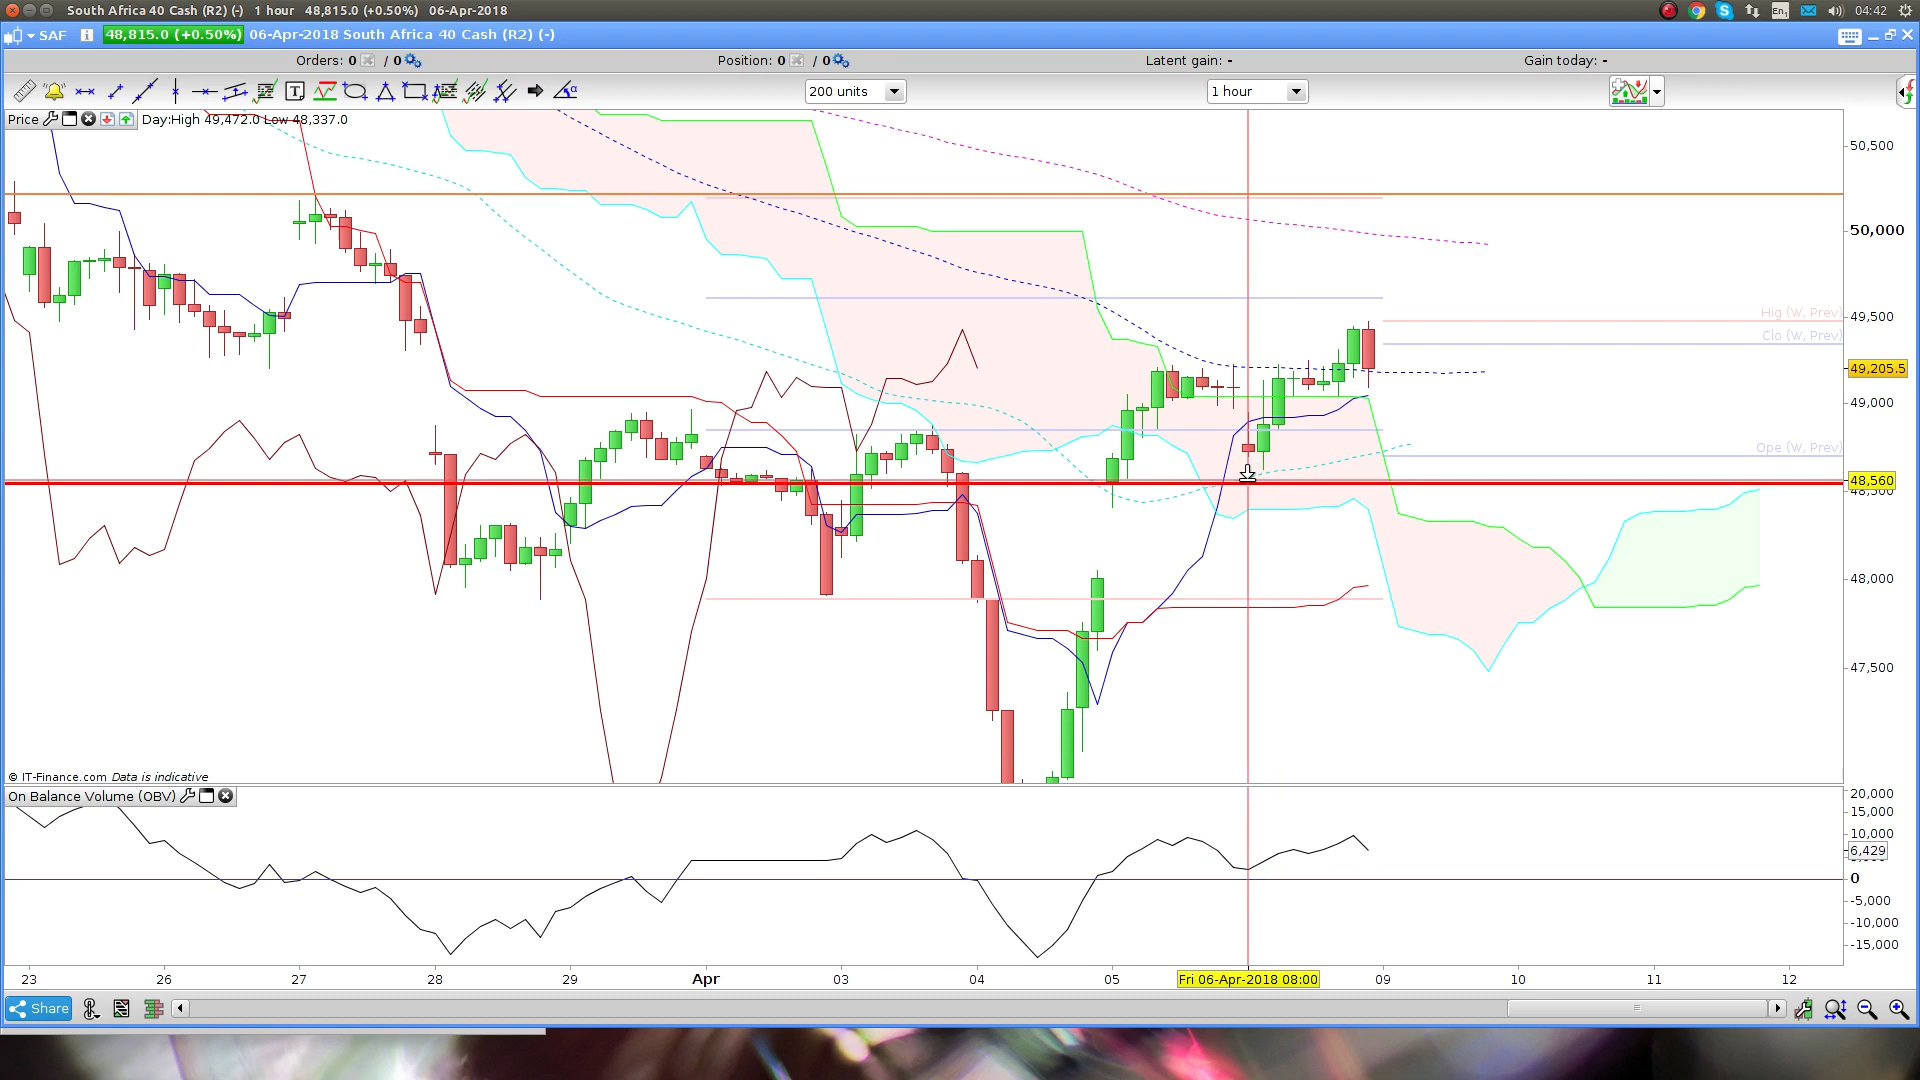 South Africa 40 Cash (R2) (-) 1 hour 48,815.0 (+0.50%) 06-Apr-2018
En1 04:42
SAF i 48,815.0 (+0.50%) 06-Apr-2018 South Africa 40 Cash (R2) (-)
Orders: 0 / 0 Position: 0 / 0 Latent gain: - Gain today: -
T 200 units 1 hour
Price Day:High 49,472.0 Low 48,337.0
50,500
50,000
Hig (W, Prev)
49,500
Clo (W, Prev)
49,205.5
49,000
Ope (W, Prev)
48,560
48,500
48,000
47,500
© IT-Finance.com Data is indicative
On Balance Volume (OBV)
20,000
15,000
10,000
6,429
0
-5,000
-10,000
-15,000
23 26 27 28 29 Apr 03 04 05 Fri 06-Apr-2018 08:00 09 10 11 12
Share